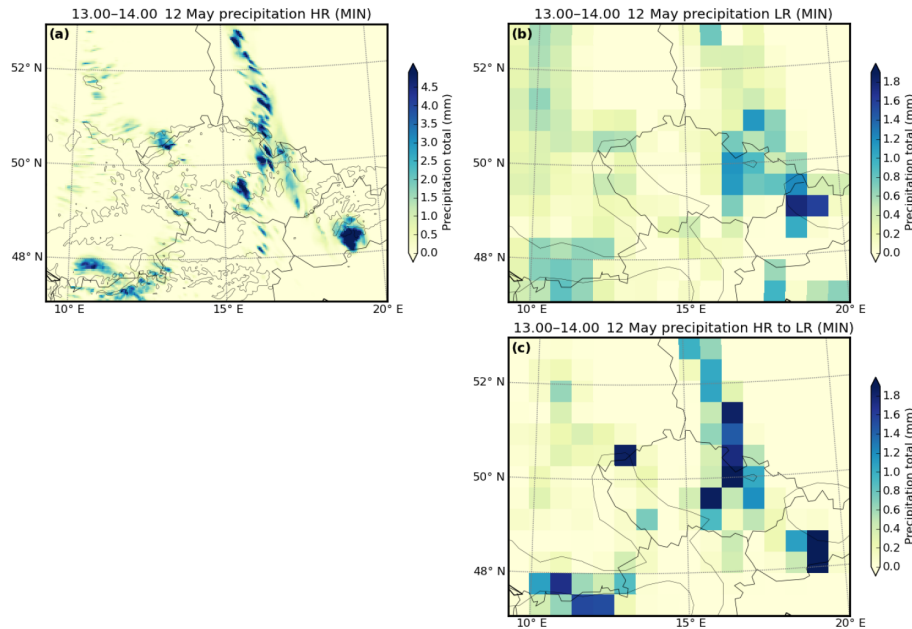 13.00–14.00 12 May precipitation HR (MIN)
(a)
52° N
50° N
48° N
10° E
15° E
20° E
4.5
4.0
3.5
3.0
2.5
2.0
1.5
1.0
0.5
0.0
Precipitation total (mm)
13.00–14.00 12 May precipitation LR (MIN)
(b)
52° N
50° N
48° N
10° E
15° E
20° E
1.8
1.6
1.4
1.2
1.0
0.8
0.6
0.4
0.2
0.0
Precipitation total (mm)
13.00–14.00 12 May precipitation HR to LR (MIN)
(c)
52° N
50° N
48° N
10° E
15° E
20° E
1.8
1.6
1.4
1.2
1.0
0.8
0.6
0.4
0.2
0.0
Precipitation total (mm)